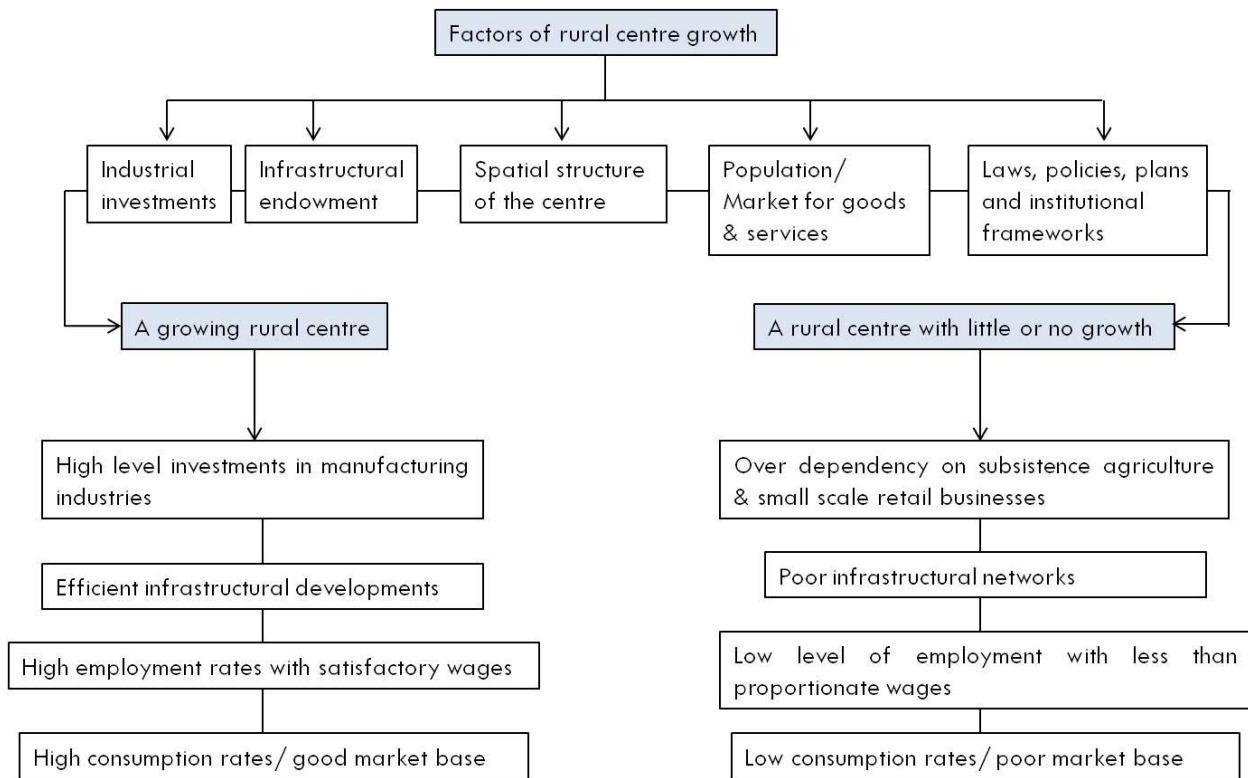 Factors of rural centre growth
Industrial
investments
Infrastructural
endowment
Spatial structure
of the centre
Population/
Market for goods
& services
Laws, policies, plans
and institutional
frameworks
A growing rural centre
A rural centre with little or no growth
High level investments in manufacturing
industries
Over dependency on subsistence agriculture
& small scale retail businesses
Efficient infrastructural developments
Poor infrastructural networks
High employment rates with satisfactory wages
Low level of employment with less than
proportionate wages
High consumption rates/ good market base
Low consumption rates/ poor market base